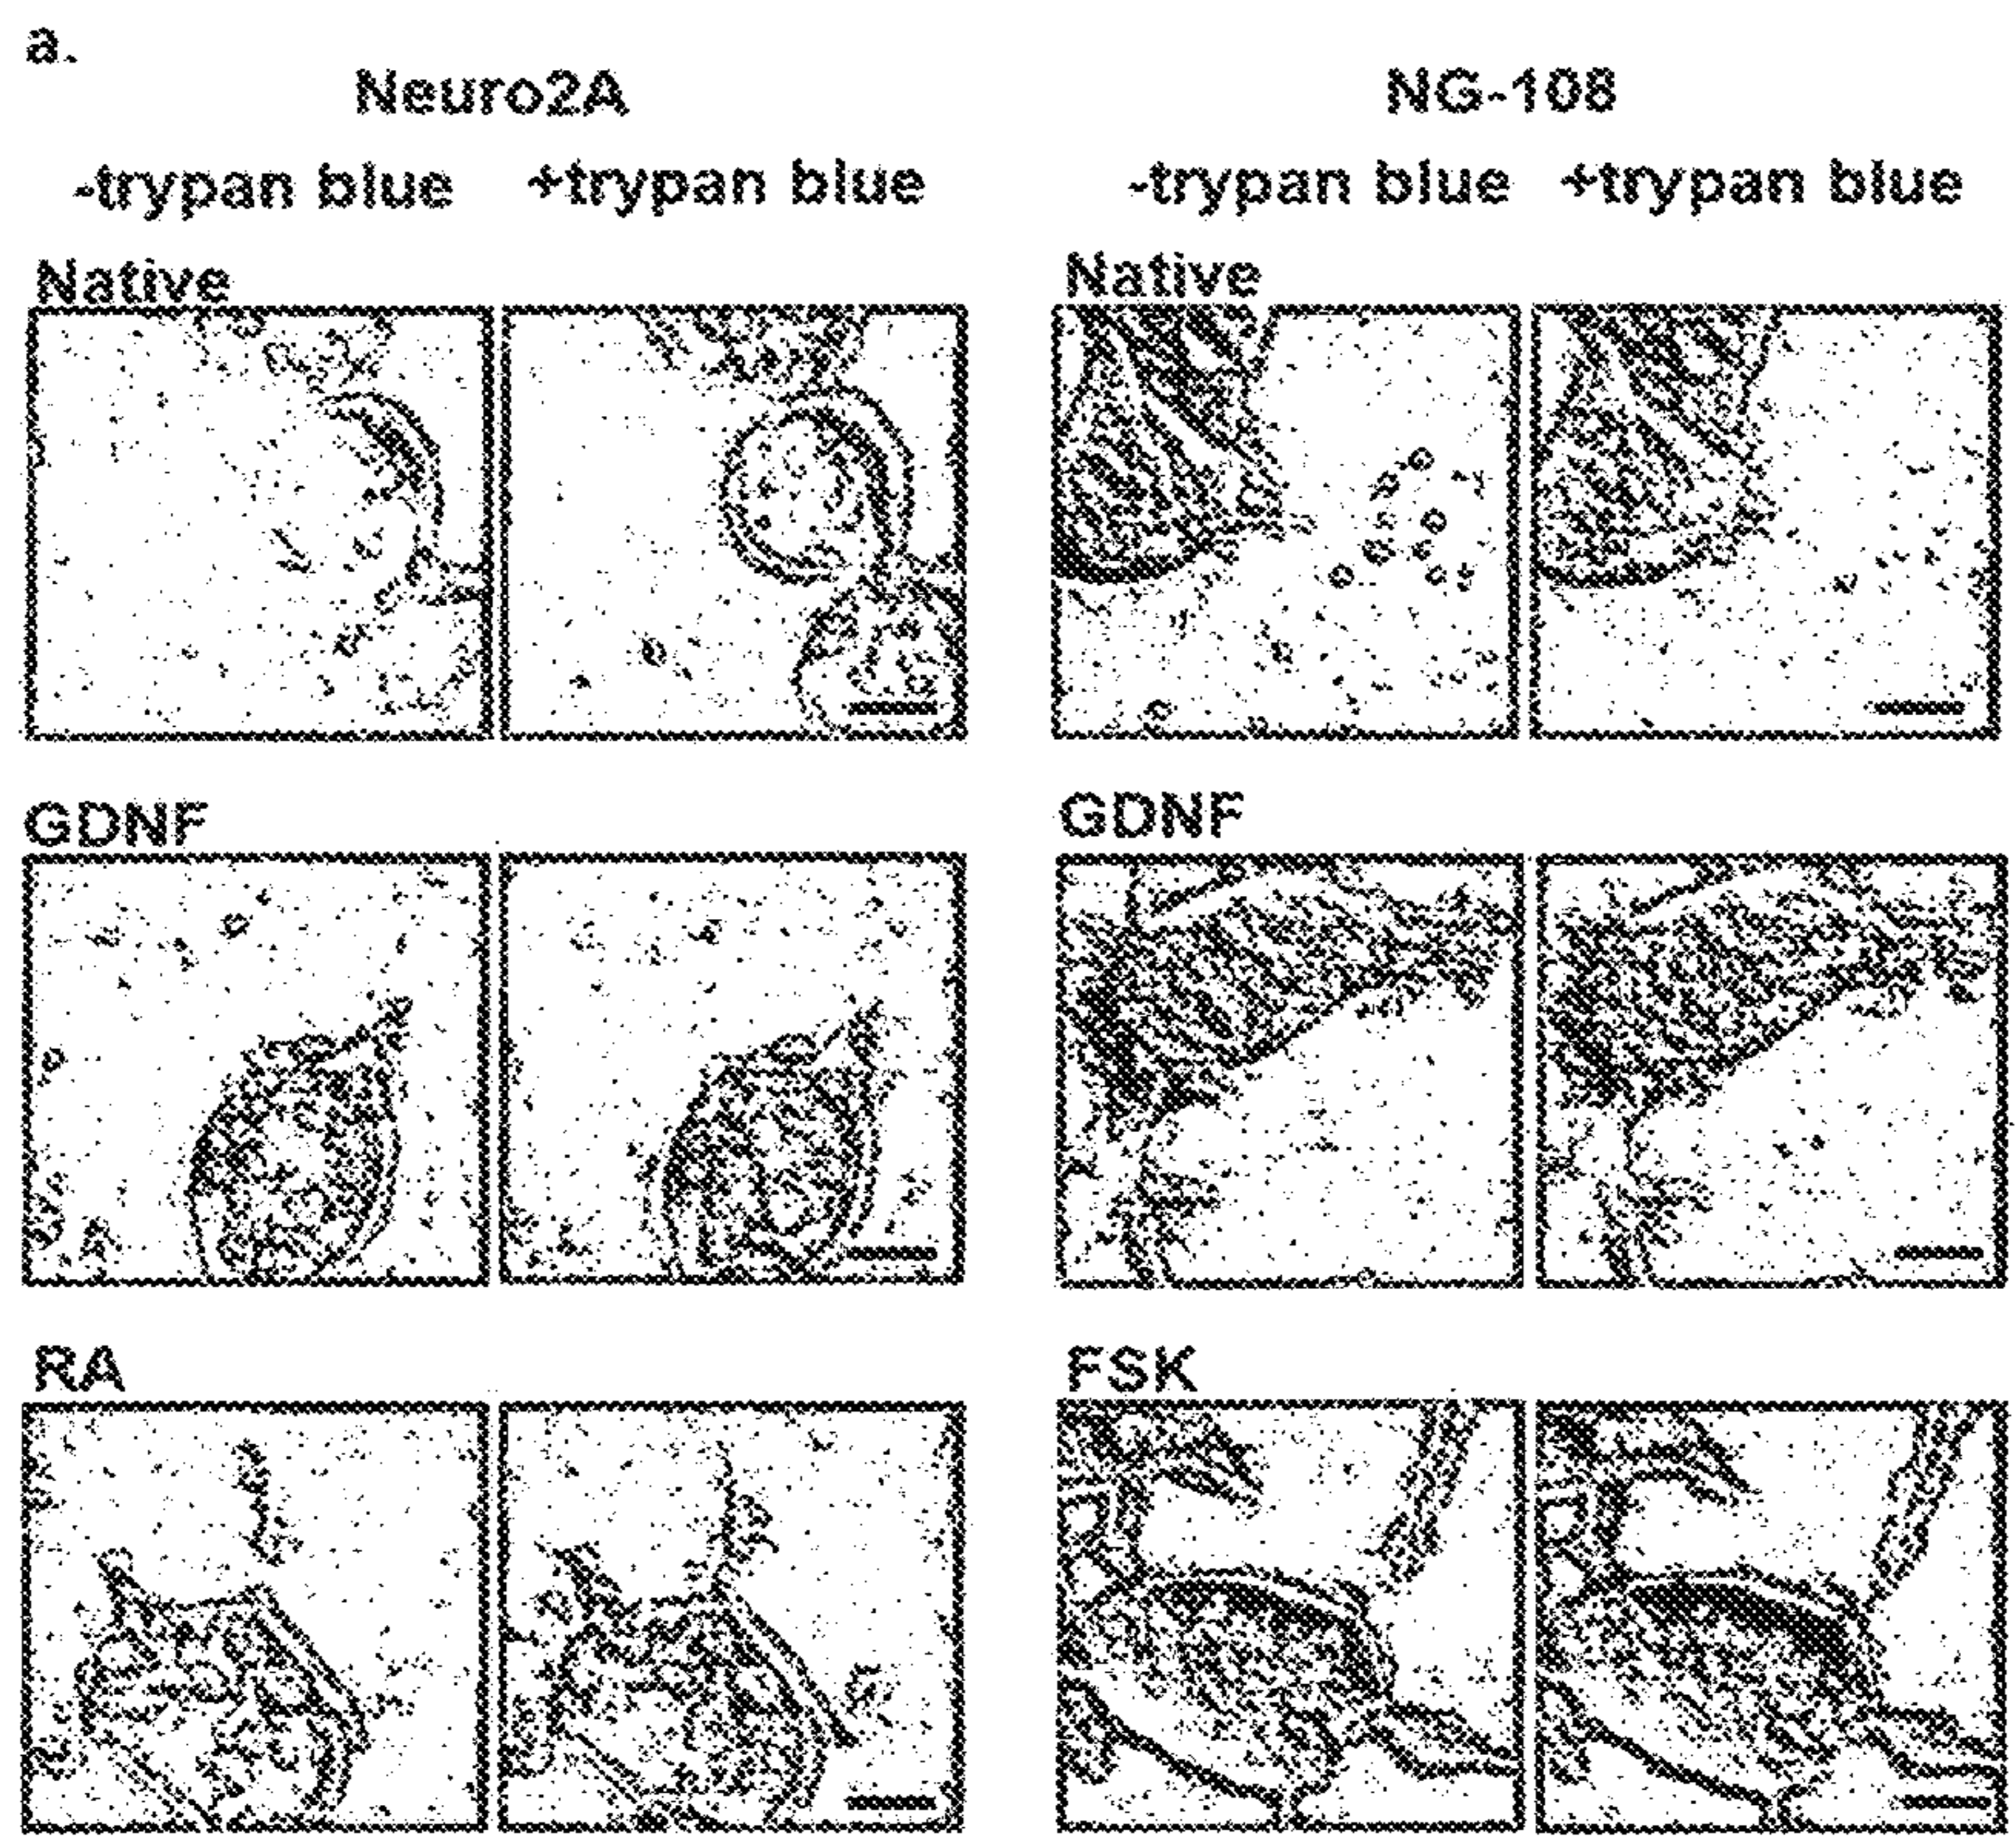 a.
Neuro2A NG-108
-trypan blue +trypan blue -trypan blue +trypan blue
Native Native
GDNF GDNF
RA FSK